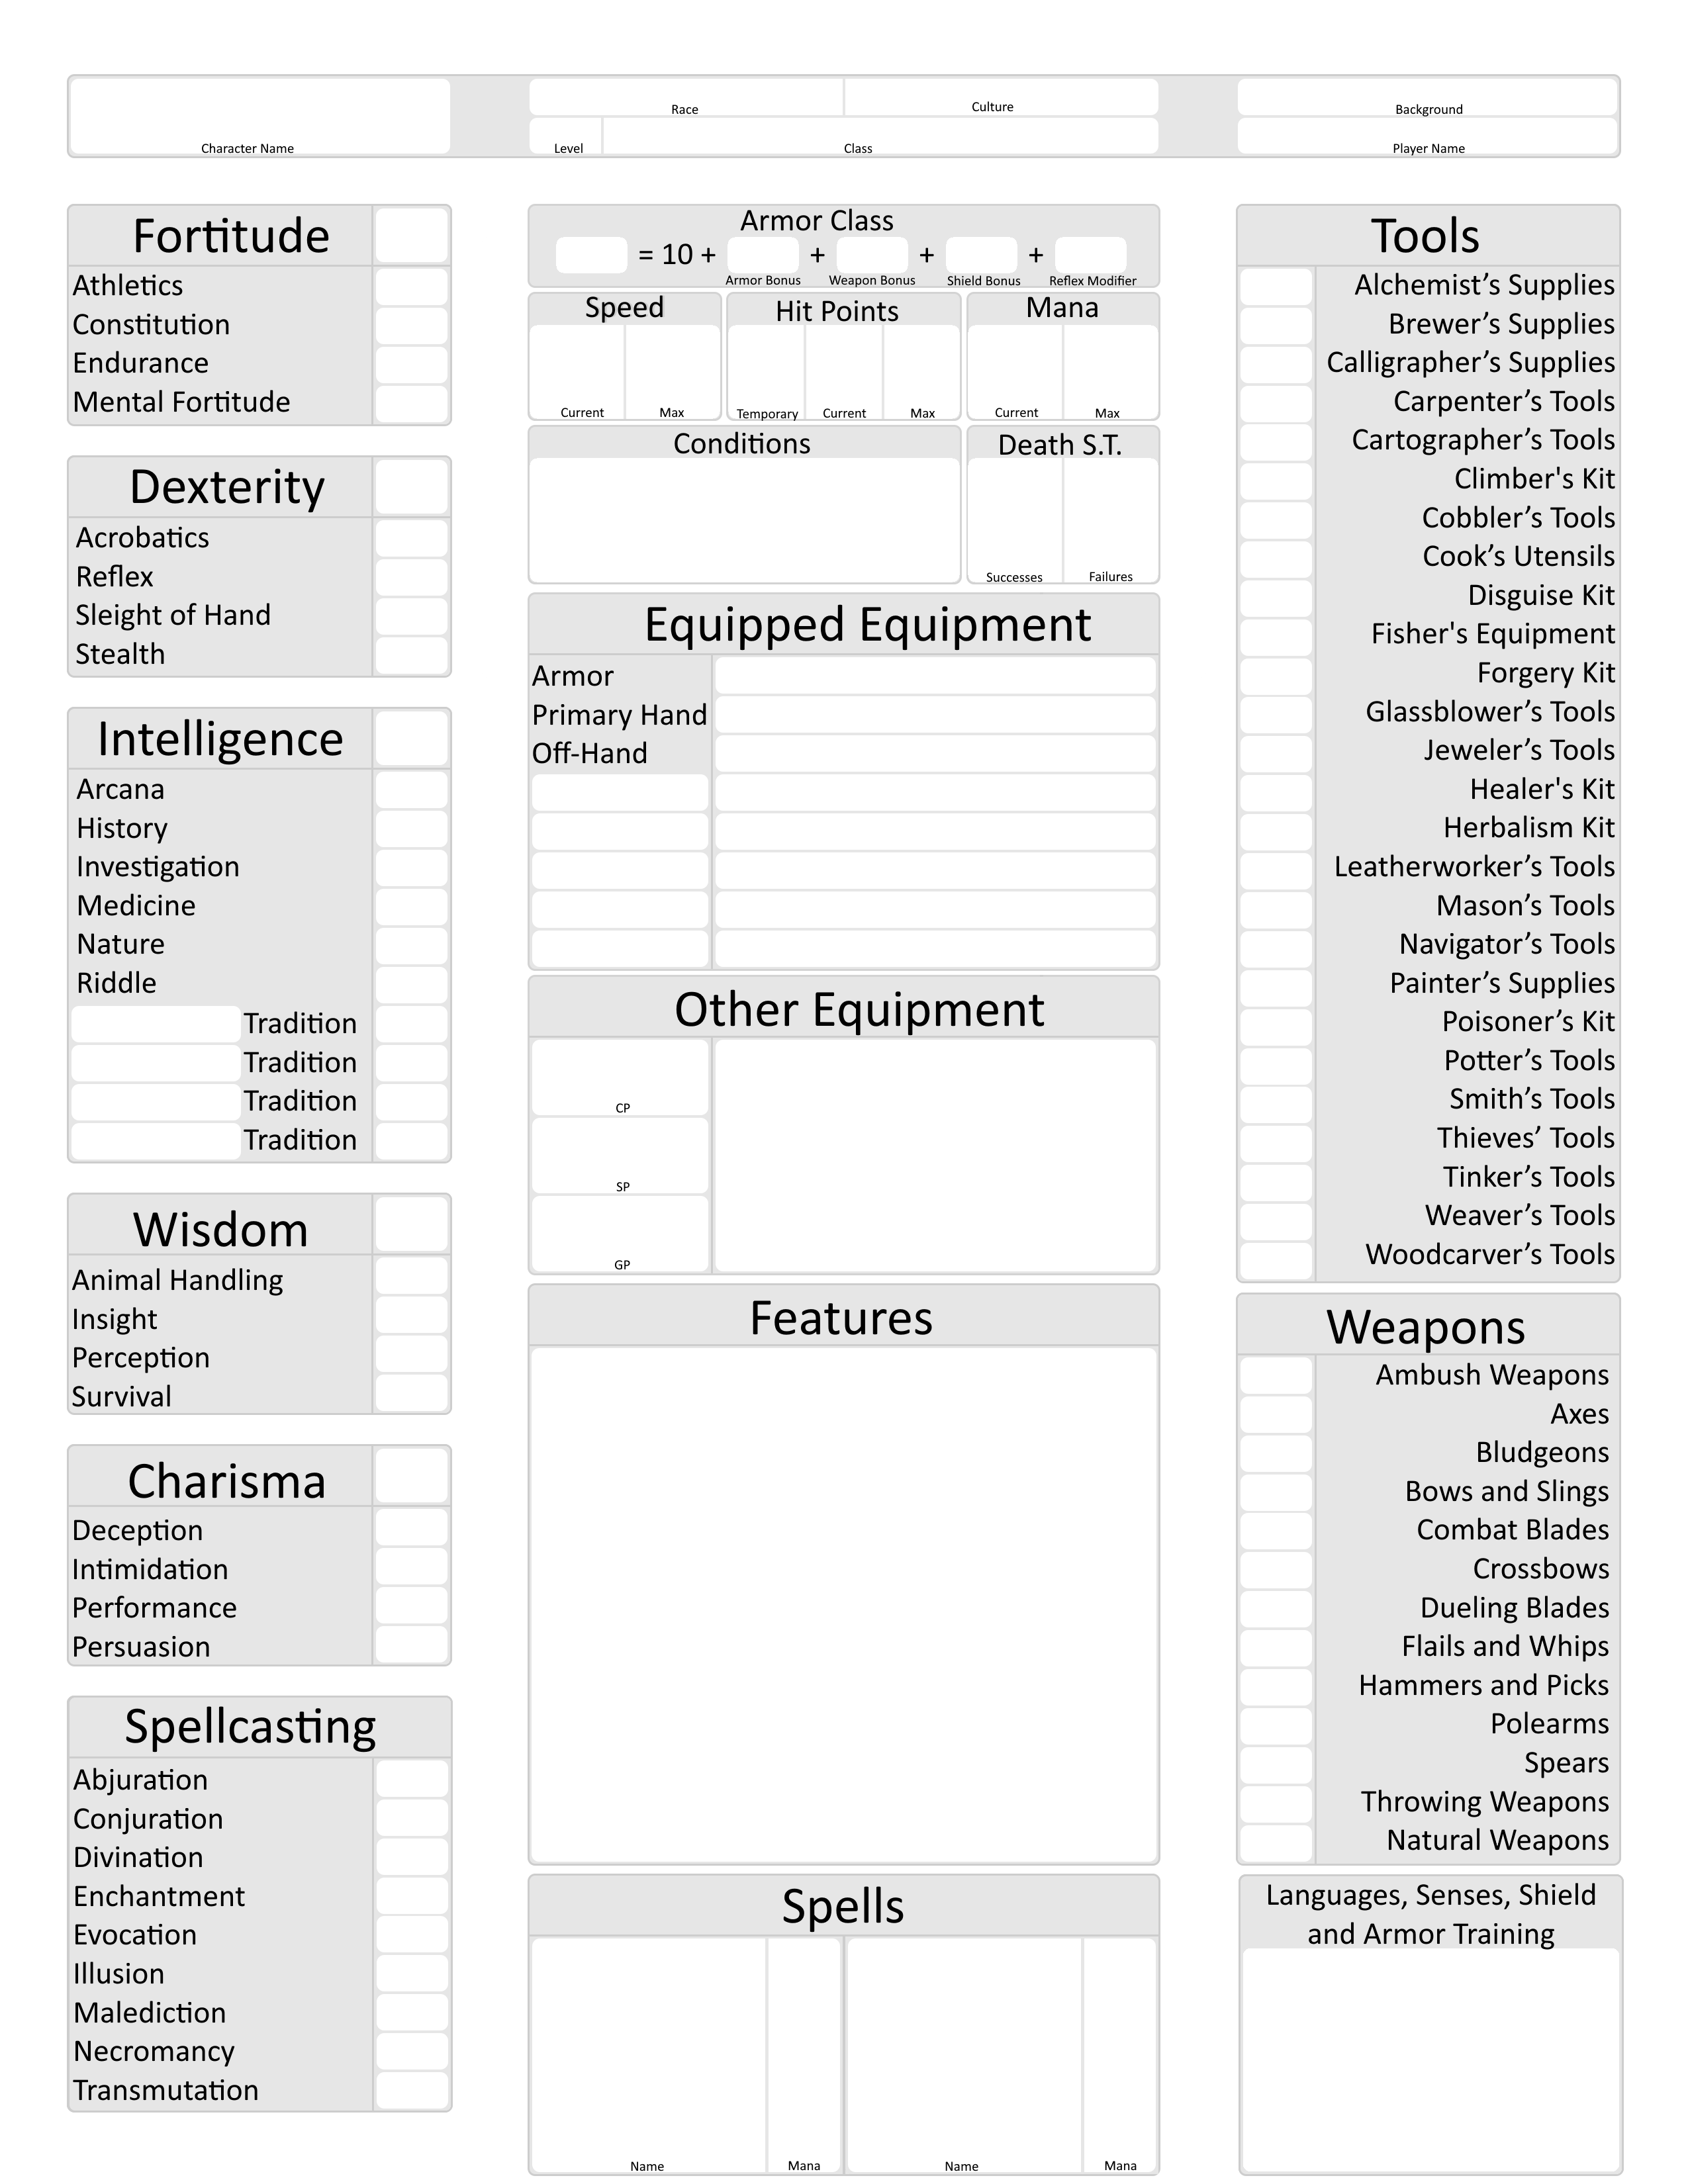 Character Name
Race
Culture
Level
Class
Background
Player Name
Fortitude
Athletics
Constitution
Endurance
Mental Fortitude
Dexterity
Acrobatics
Reflex
Sleight of Hand
Stealth
Intelligence
Arcana
History
Investigation
Medicine
Nature
Riddle
Tradition
Tradition
Tradition
Tradition
Wisdom
Animal Handling
Insight
Perception
Survival
Charisma
Deception
Intimidation
Performance
Persuasion
Spellcasting
Abjuration
Conjuration
Divination
Enchantment
Evocation
Illusion
Malediction
Necromancy
Transmutation
Armor Class
= 10 + + + +
Armor Bonus Weapon Bonus Shield Bonus Reflex Modifier
Speed
Current Max
Hit Points
Temporary Current Max
Mana
Current Max
Conditions
Death S.T.
Successes Failures
Equipped Equipment
Armor
Primary Hand
Off-Hand
Other Equipment
CP
SP
GP
Features
Spells
Name Mana Name Mana
Tools
Alchemist’s Supplies
Brewer’s Supplies
Calligrapher’s Supplies
Carpenter’s Tools
Cartographer’s Tools
Climber's Kit
Cobbler’s Tools
Cook’s Utensils
Disguise Kit
Fisher's Equipment
Forgery Kit
Glassblower’s Tools
Jeweler’s Tools
Healer's Kit
Herbalism Kit
Leatherworker’s Tools
Mason’s Tools
Navigator’s Tools
Painter’s Supplies
Poisoner’s Kit
Potter’s Tools
Smith’s Tools
Thieves’ Tools
Tinker’s Tools
Weaver’s Tools
Woodcarver’s Tools
Weapons
Ambush Weapons
Axes
Bludgeons
Bows and Slings
Combat Blades
Crossbows
Dueling Blades
Flails and Whips
Hammers and Picks
Polearms
Spears
Throwing Weapons
Natural Weapons
Languages, Senses, Shield
and Armor Training